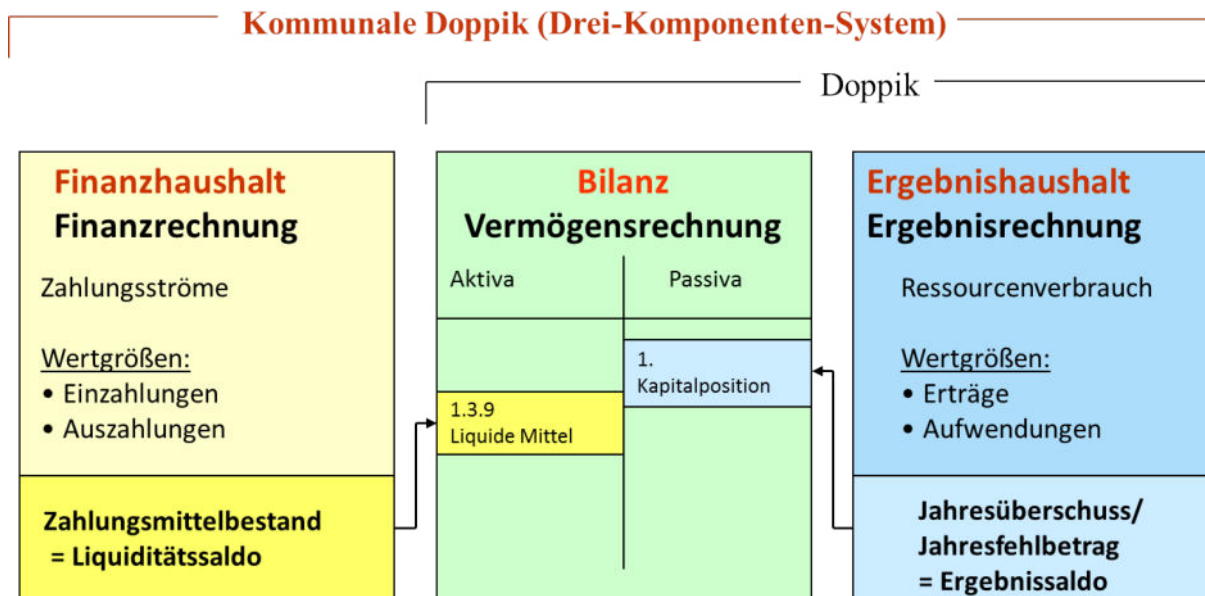 Kommunale Doppik (Drei-Komponenten-System)
Doppik
Finanzhaushalt
Finanzrechnung
Zahlungsströme
Wertgrößen:
• Einzahlungen
• Auszahlungen
Zahlungsmittelbestand
= Liquiditätssaldo
Bilanz
Vermögensrechnung
Aktiva
Passiva
1.
Kapitalposition
1.3.9
Liquide Mittel
Ergebnishaushalt
Ergebnisrechnung
Ressourcenverbrauch
Wertgrößen:
• Erträge
• Aufwendungen
Jahresüberschuss/
Jahresfehlbetrag
= Ergebnissaldo